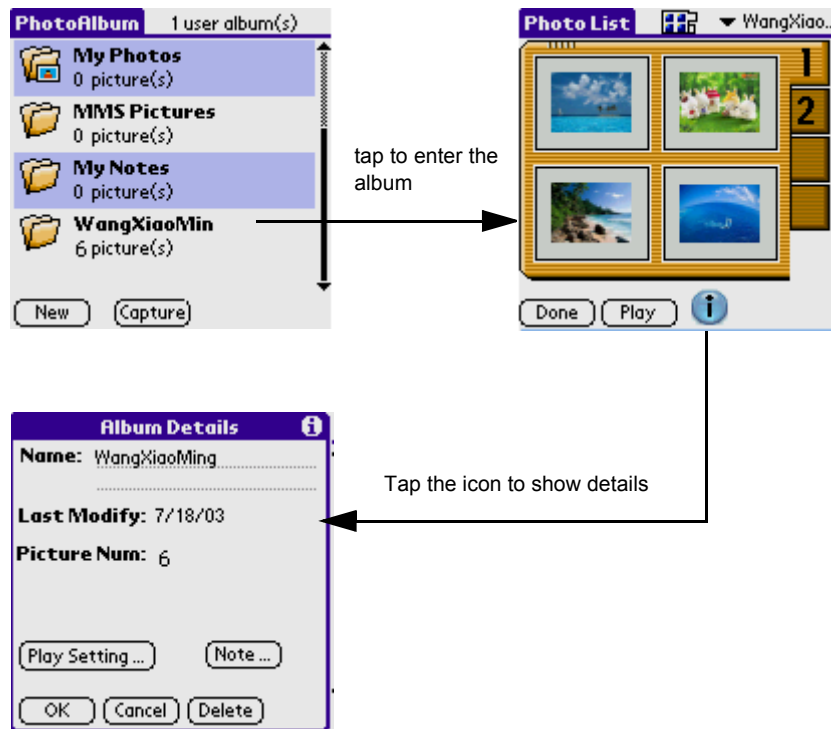 PhotoAlbum 1 user album(s)
My Photos
0 picture(s)
MMS Pictures
0 picture(s)
My Notes
0 picture(s)
WangXiaoMin
6 picture(s)
New Capture
tap to enter the
album
Photo List WangXiao..
1
2
Done Play i
Tap the icon to show details
Album Details i
Name: WangXiaoMing
Last Modify: 7/18/03
Picture Num: 6
Play Setting ... Note ...
OK Cancel Delete